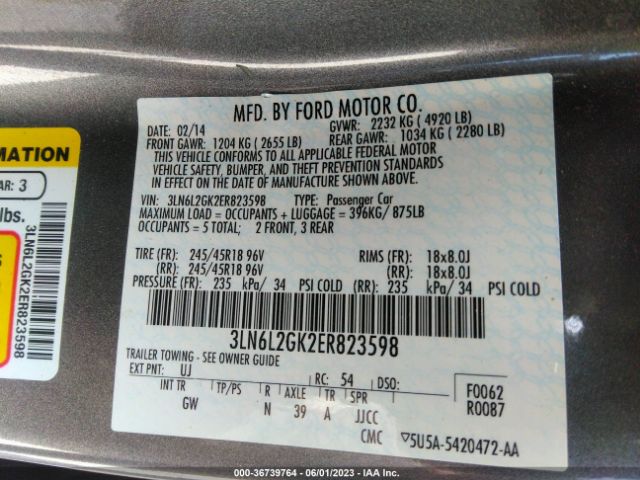 MFD. BY FORD MOTOR CO.
DATE: 02/14 GVWR: 2232 KG ( 4920 LB)
FRONT GAWR: 1204 KG ( 2655 LB) REAR GAWR: 1034 KG ( 2280 LB)
THIS VEHICLE CONFORMS TO ALL APPLICABLE FEDERAL MOTOR
VEHICLE SAFETY, BUMPER, AND THEFT PREVENTION STANDARDS
IN EFFECT ON THE DATE OF MANUFACTURE SHOWN ABOVE.
VIN: 3LN6L2GK2ER823598 TYPE: Passenger Car
MAXIMUM LOAD = OCCUPANTS + LUGGAGE = 396KG/ 875LB
OCCUPANTS = 5 TOTAL; 2 FRONT, 3 REAR
TIRE (FR): 245/45R18 96V RIMS (FR): 18x8.0J
(RR): 245/45R18 96V (RR): 18x8.0J
PRESSURE (FR): 235 kPa/ 34 PSI COLD (RR): 235 kPa/ 34 PSI COLD
3LN6L2GK2ER823598
TRAILER TOWING - SEE OWNER GUIDE
EXT PNT: UJ RC: 54 DSO: F0062
INT TR TP/PS R AXLE TR SPR R0087
GW N 39 A JJCC
CMC ▽5U5A-5420472-AA
MATION
AR: 3
lbs.
3LN6L2GK2ER823598
000-36739764 - 06/01/2023 - IAA Inc.